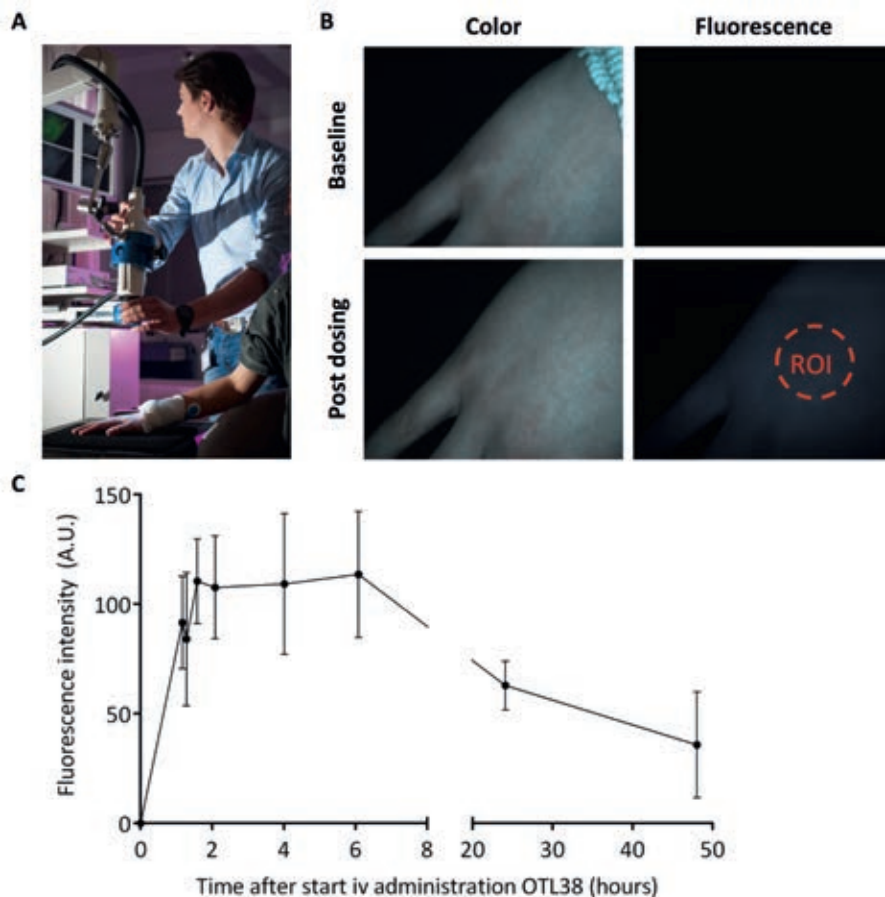 A
B
Color
Fluorescence
Baseline
Post dosing
ROI
C
Fluorescence intensity (A.U.)
150
100
50
0
0
2
4
6
8
20
30
40
50
Time after start iv administration OTL38 (hours)